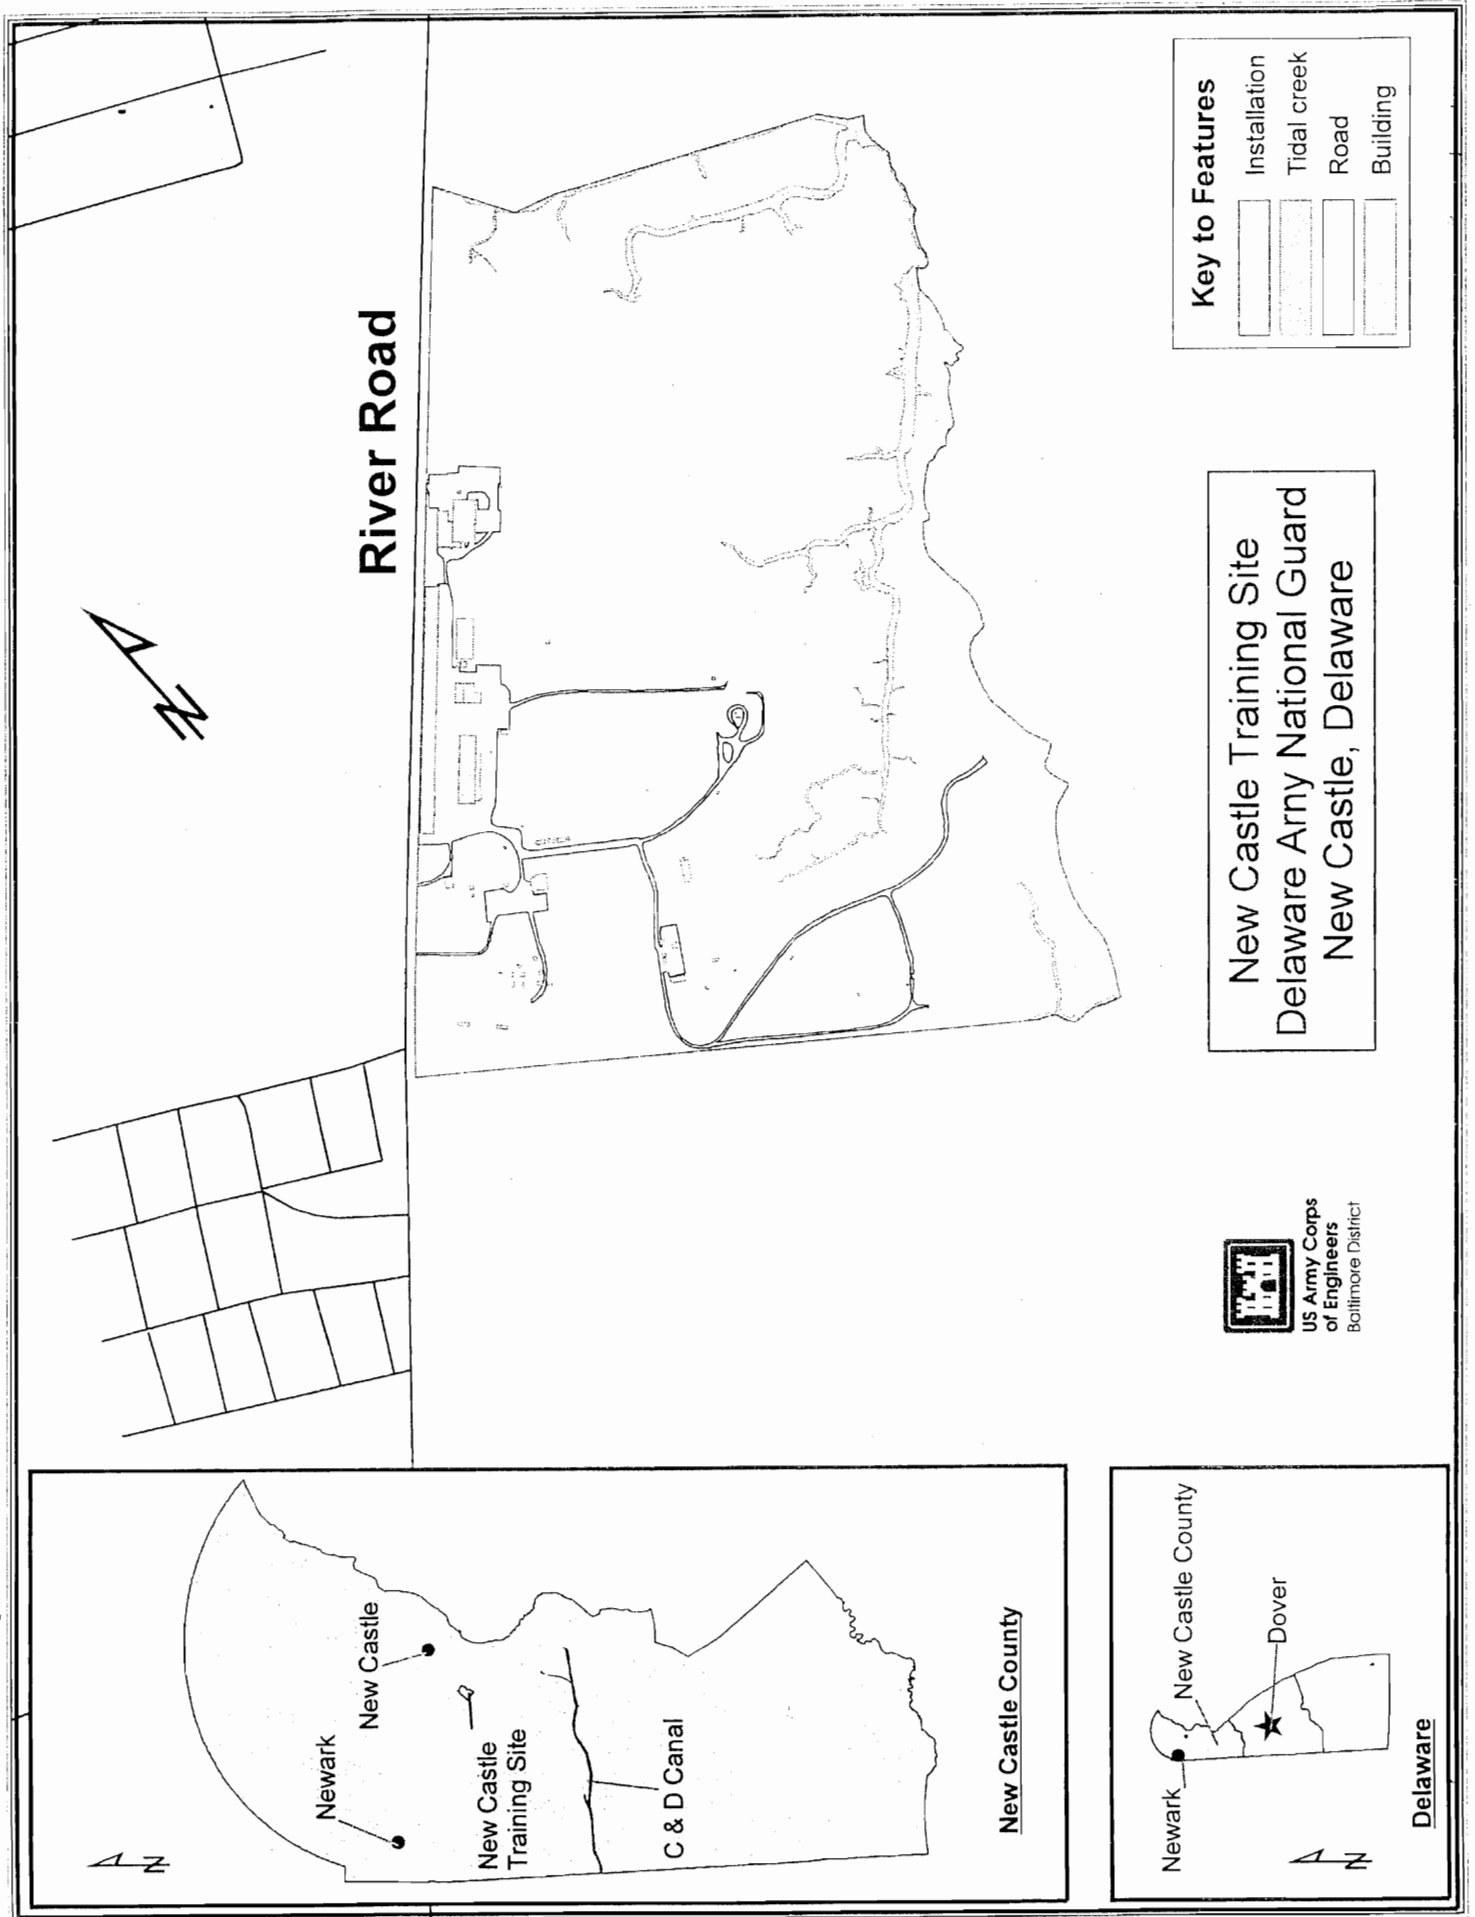 River Road
Key to Features
Installation
Tidal creek
Road
Building
New Castle Training Site
Delaware Arny National Guard
New Castle, Delaware
US Army Corps
of Engineers
Baltimore District
N
N
Newark
New Castle
New Castle
Training Site
C & D Canal
New Castle County
Newark
New Castle County
Dover
N
Delaware